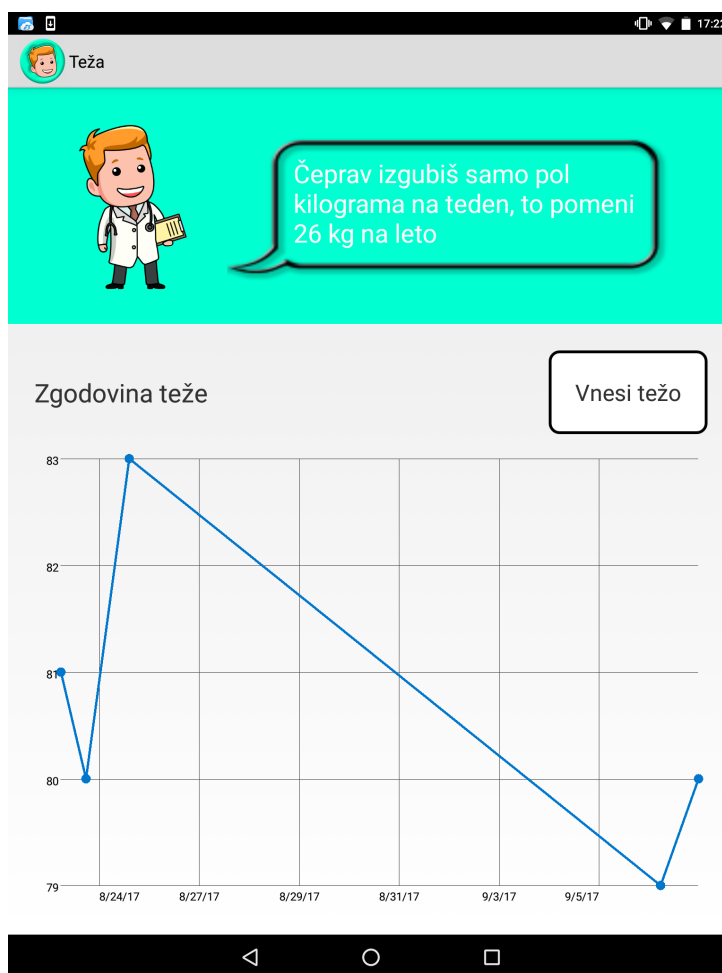 17:22
Teža
Čeprav izgubiš samo pol
kilograma na teden, to pomeni
26 kg na leto
Zgodovina teže
Vnesi težo
83
82
81
80
79
8/24/17 8/27/17 8/29/17 8/31/17 9/3/17 9/5/17